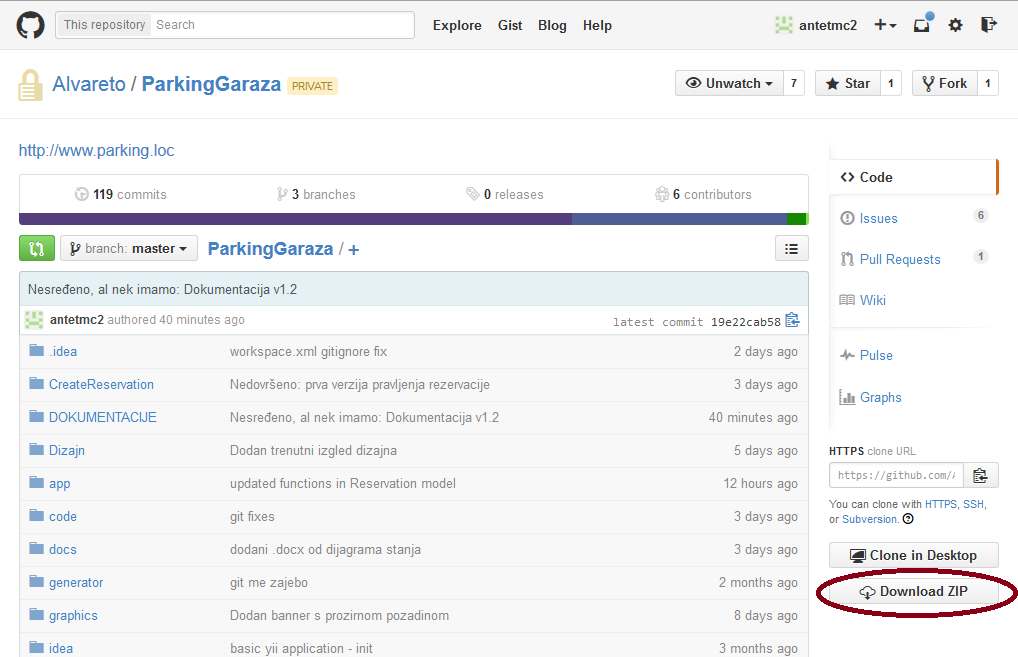 This repository Search Explore Gist Blog Help antetmc2
Alvareto / ParkingGaraza PRIVATE Unwatch 7 Star 1 Fork 1
http://www.parking.loc
119 commits 3 branches 0 releases 6 contributors
branch: master ParkingGaraza / +
Nesređeno, al nek imamo: Dokumentacija v1.2
antetmc2 authored 40 minutes ago latest commit 19e22cab58
.idea workspace.xml gitignore fix 2 days ago
CreateReservation Nedovršeno: prva verzija pravljenja rezervacije 3 days ago
DOKUMENTACIJE Nesređeno, al nek imamo: Dokumentacija v1.2 40 minutes ago
Dizajn Dodan trenutni izgled dizajna 5 days ago
app updated functions in Reservation model 12 hours ago
code git fixes 3 days ago
docs dodani .docx od dijagrama stanja 3 days ago
generator git me zajebo 2 months ago
graphics Dodan banner s prozirnom pozadinom 8 days ago
idea basic yii application - init 3 months ago
Code
Issues 6
Pull Requests 1
Wiki
Pulse
Graphs
HTTPS clone URL
https://github.com/
You can clone with HTTPS, SSH,
or Subversion.
Clone in Desktop
Download ZIP